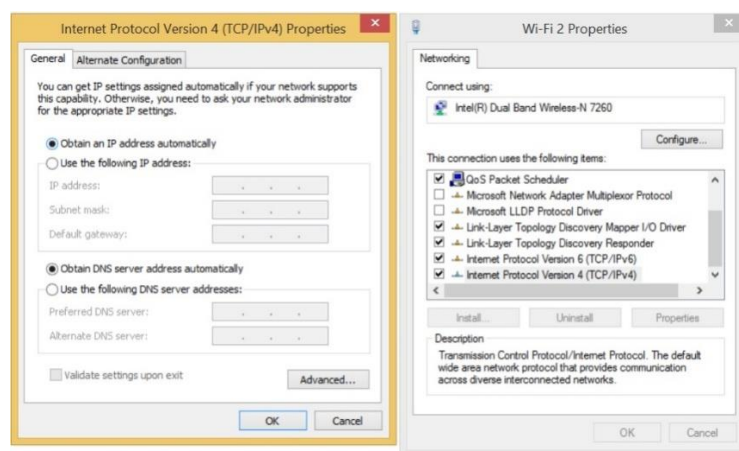 Internet Protocol Version 4 (TCP/IPv4) Properties
General
Alternate Configuration
You can get IP settings assigned automatically if your network supports
this capability. Otherwise, you need to ask your network administrator
for the appropriate IP settings.
Obtain an IP address automatically
Use the following IP address:
IP address:
Subnet mask:
Default gateway:
Obtain DNS server address automatically
Use the following DNS server addresses:
Preferred DNS server:
Alternate DNS server:
Validate settings upon exit
Advanced...
OK
Cancel
Wi-Fi 2 Properties
Networking
Connect using:
Intel(R) Dual Band Wireless-N 7260
Configure...
This connection uses the following items:
QoS Packet Scheduler
Microsoft Network Adapter Multiplexor Protocol
Microsoft LLDP Protocol Driver
Link-Layer Topology Discovery Mapper I/O Driver
Link-Layer Topology Discovery Responder
Internet Protocol Version 6 (TCP/IPv6)
Internet Protocol Version 4 (TCP/IPv4)
Install...
Uninstall
Properties
Description
Transmission Control Protocol/Internet Protocol. The default
wide area network protocol that provides communication
across diverse interconnected networks.
OK
Cancel